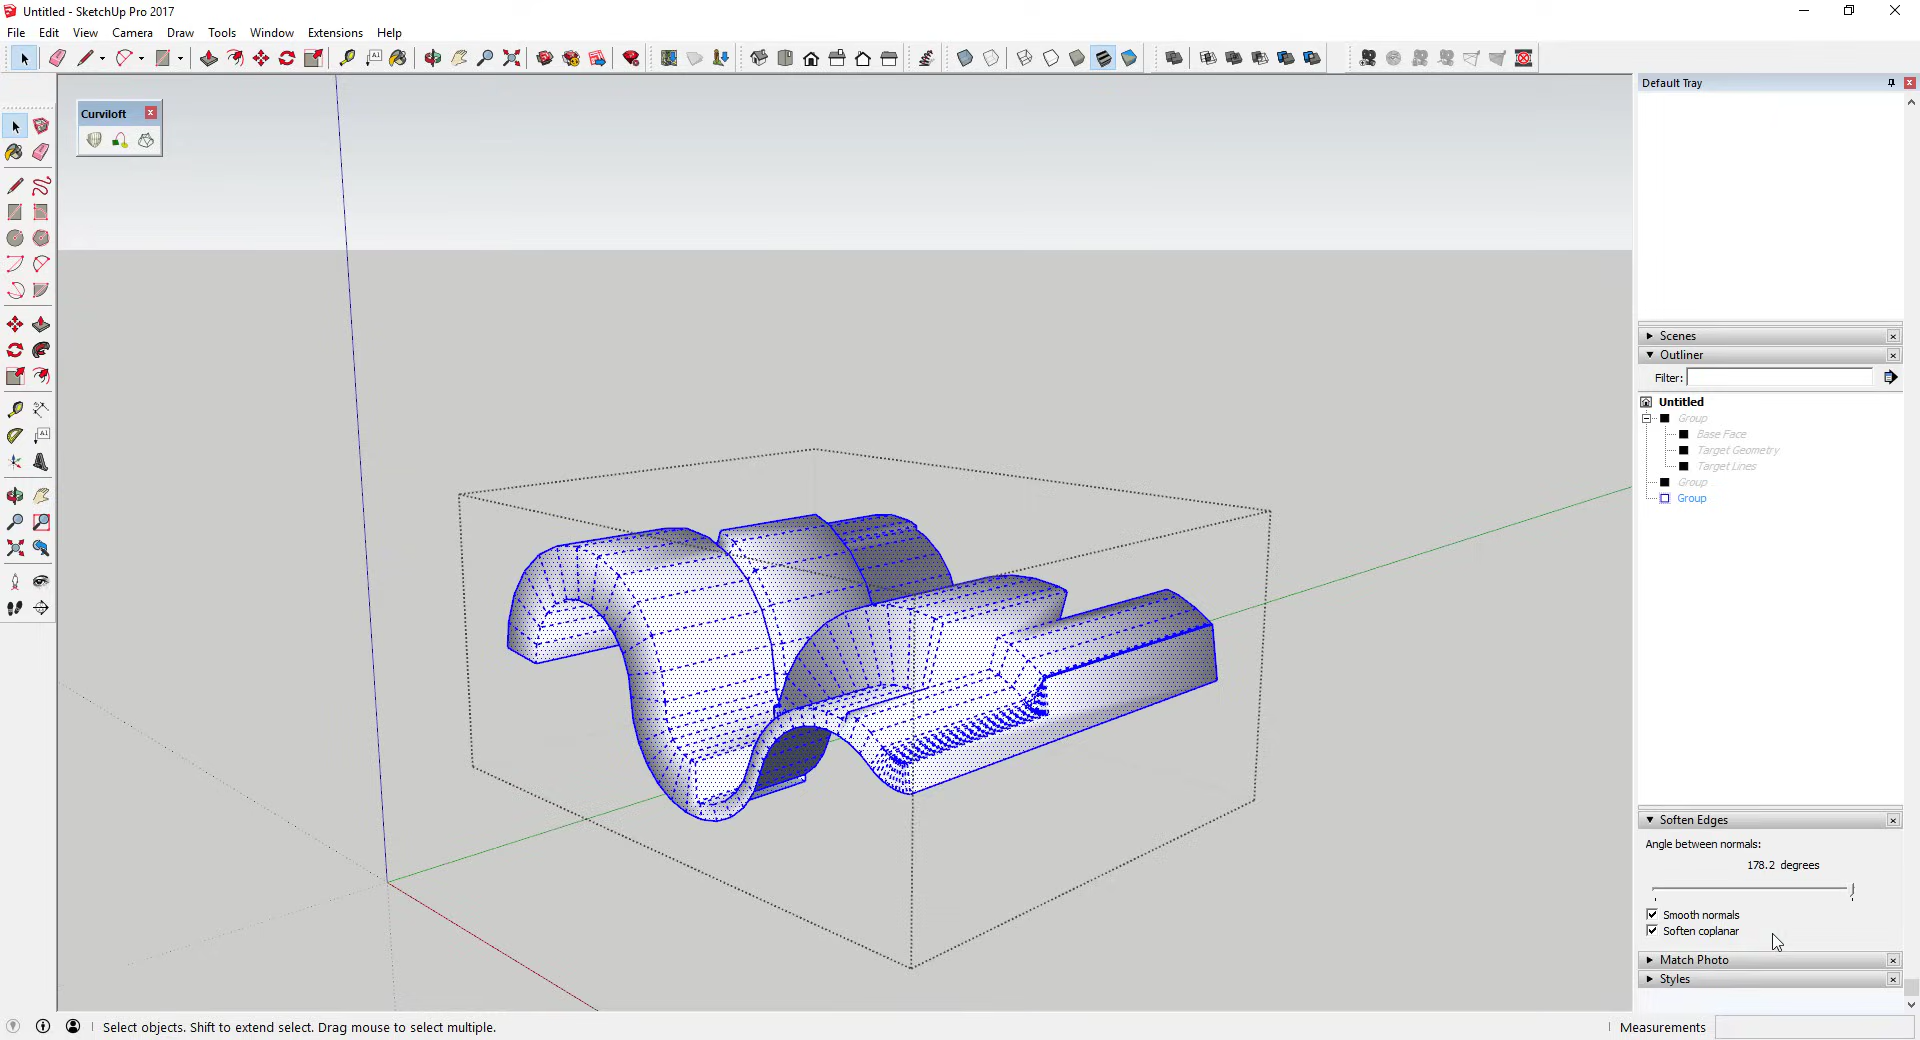 Untitled - SketchUp Pro 2017
File Edit View Camera Draw Tools Window Extensions Help
Default Tray
Curviloft
Scenes
Outliner
Filter:
Untitled
Group
Base Face
Target Geometry
Target Lines
Group
Group
Soften Edges
Angle between normals:
178.2 degrees
Smooth normals
Soften coplanar
Match Photo
Styles
Select objects. Shift to extend select. Drag mouse to select multiple.
Measurements